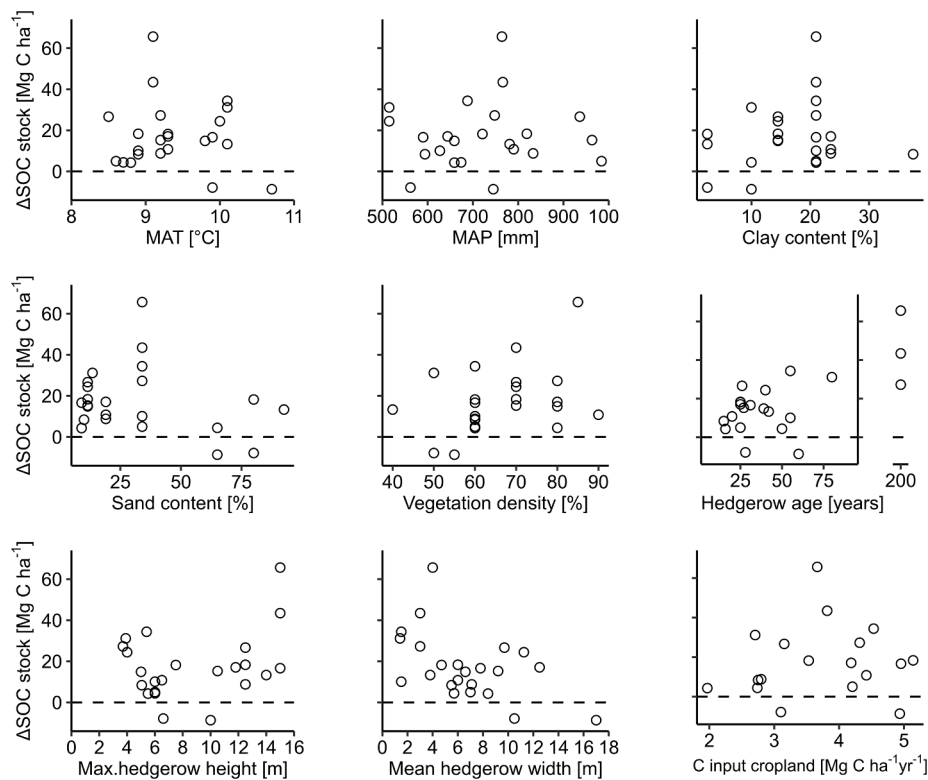 ΔSOC stock [Mg C ha⁻¹]
60
40
20
0
8 9 10 11
MAT [°C]
500 600 700 800 900 100
MAP [mm]
10 20 30
Clay content [%]
ΔSOC stock [Mg C ha⁻¹]
60
40
20
0
25 50 75
Sand content [%]
40 50 60 70 80 90
Vegetation density [%]
25 50 75 200
Hedgerow age [years]
ΔSOC stock [Mg C ha⁻¹]
60
40
20
0
0 2 4 6 8 10 12 14 16
Max.hedgerow height [m]
0 2 4 6 8 10 12 14 16 18
Mean hedgerow width [m]
2 3 4 5
C input cropland [Mg C ha⁻¹yr⁻¹]